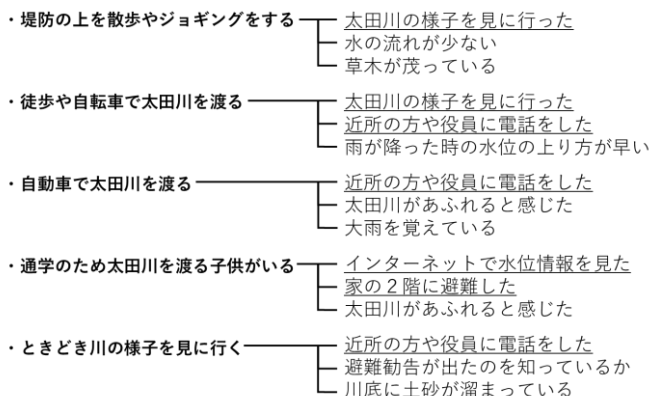 ・堤防の上を散歩やジョギングをする
太田川の様子を見に行った
水の流れが少ない
草木が茂っている
・徒歩や自転車で太田川を渡る
太田川の様子を見に行った
近所の方や役員に電話をした
雨が降った時の水位の上り方が早い
・自動車で太田川を渡る
近所の方や役員に電話をした
太田川があふれると感じた
大雨を覚えている
・通学のため太田川を渡る子供がいる
インターネットで水位情報を見た
家の２階に避難した
太田川があふれると感じた
・ときどき川の様子を見に行く
近所の方や役員に電話をした
避難勧告が出たのを知っているか
川底に土砂が溜まっている